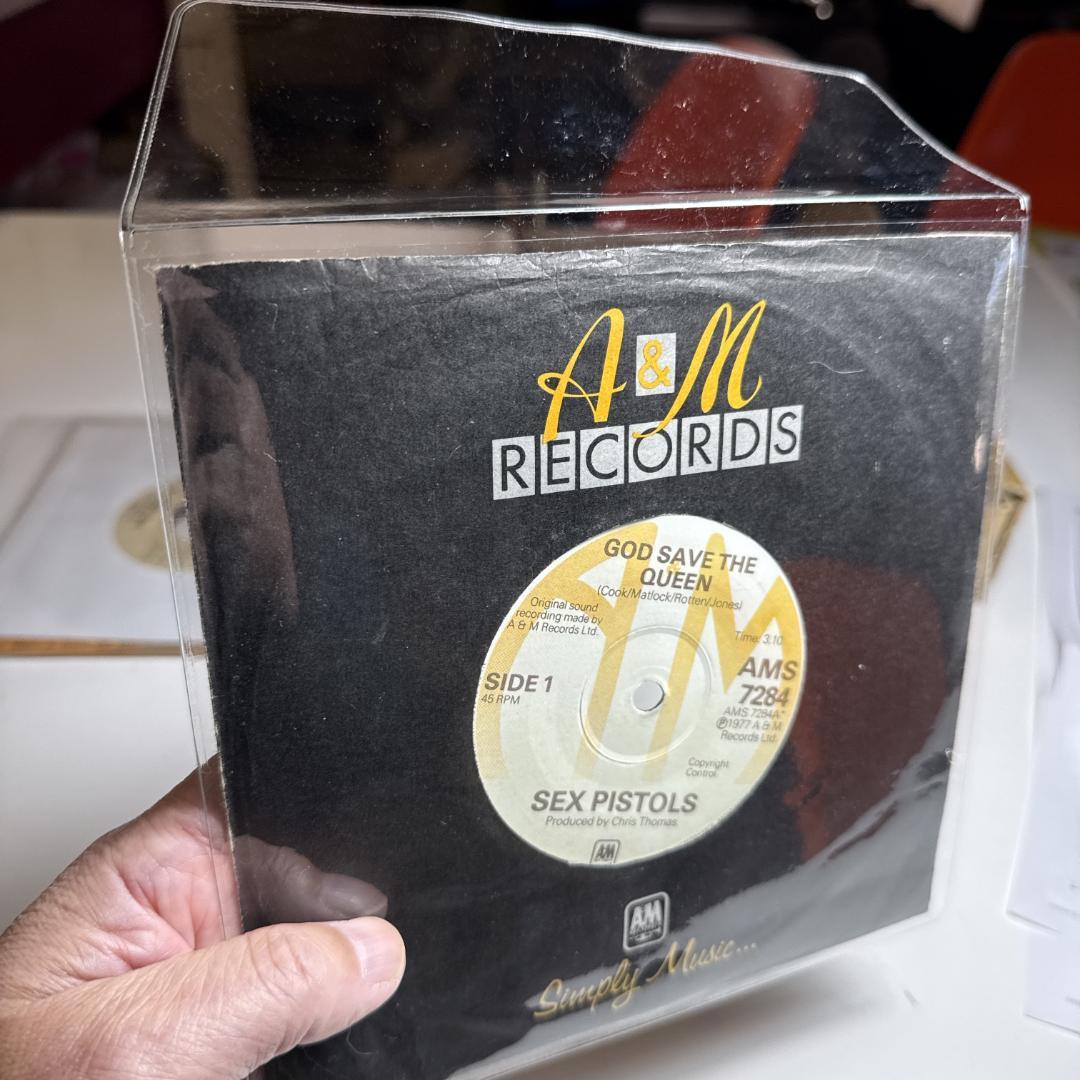 A & M
RECORDS
GOD SAVE THE
QUEEN
(Cook/Matlock/Rotten/Jones)
Original sound
recording made by
A & M Records Ltd.
Time: 3.10.
SIDE 1
45 RPM
AMS
7284
AMS 7284A*
℗1977 A & M
Records Ltd.
Copyright
Control.
SEX PISTOLS
Produced by Chris Thomas.
AM
AM
Simply Music...